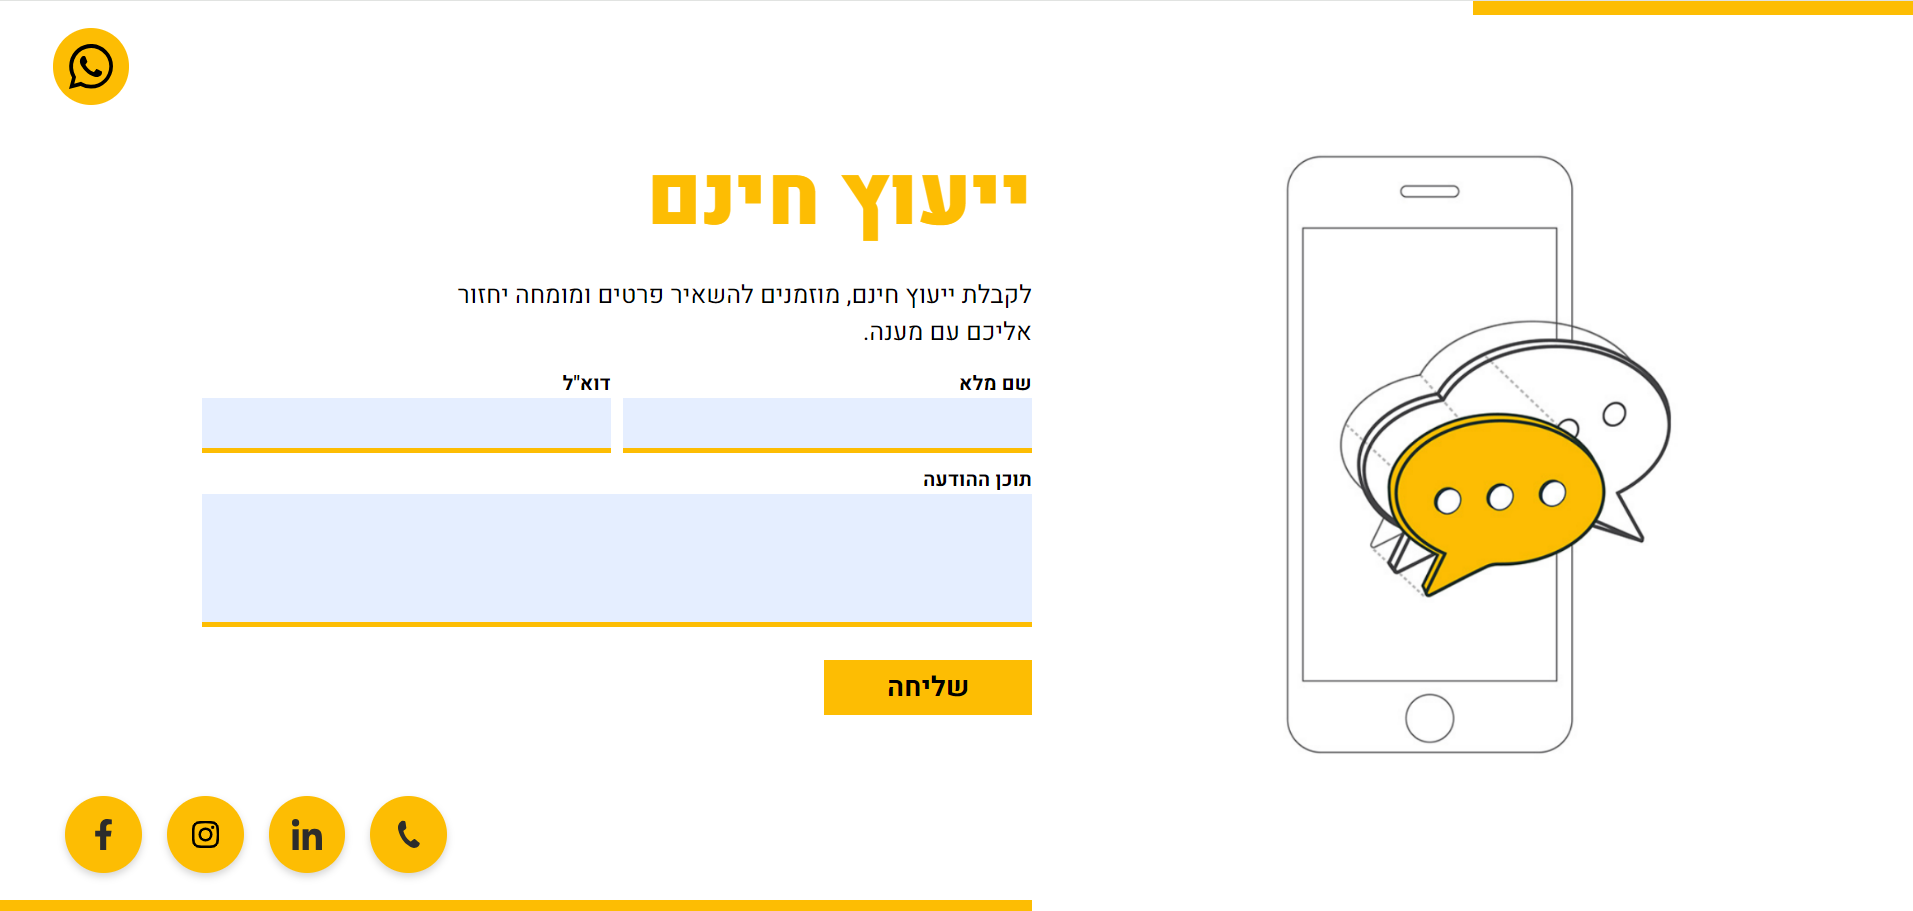 ייעוץ חינם
לקבלת ייעוץ חינם, מוזמנים להשאיר פרטים ומומחה יחזור
אליכם עם מענה.
שם מלא
דוא"ל
תוכן ההודעה
שליחה